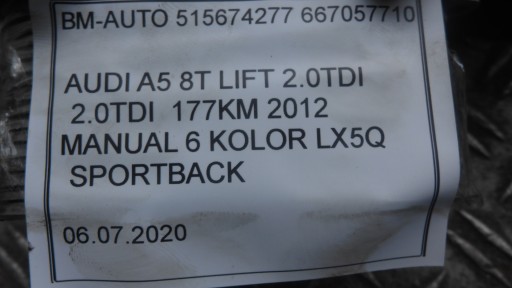 BM-AUTO 515674277 667057710
AUDI A5 8T LIFT 2.0TDI
2.0TDI 177KM 2012
MANUAL 6 KOLOR LX5Q
SPORTBACK
06.07.2020